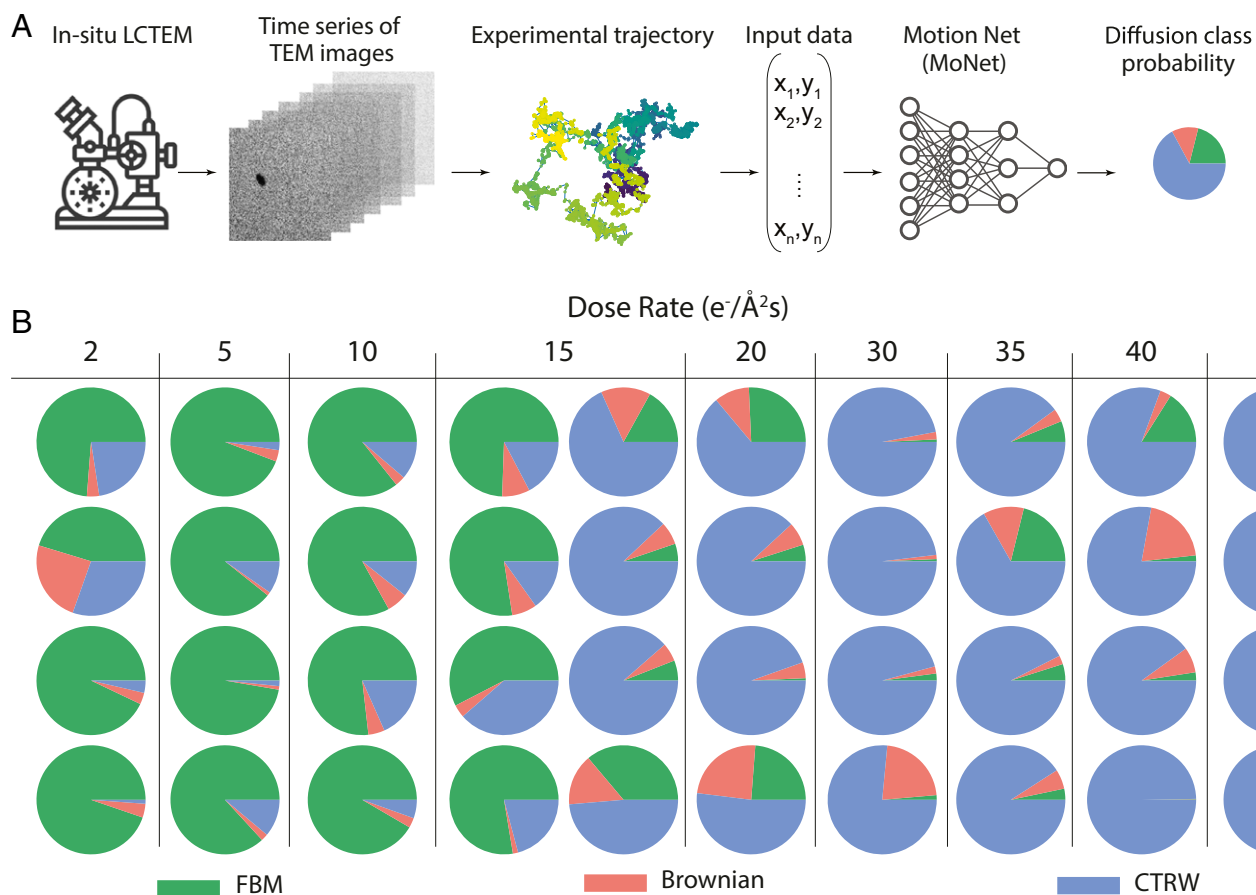 A
In-situ LCTEM
Time series of
TEM images
Experimental trajectory
Input data
Motion Net
(MoNet)
Diffusion class
probability
x₁,y₁
x₂,y₂
⋮
xₙ,yₙ
B
Dose Rate (e⁻/Å²s)
2 5 10 15 20 30 35 40
FBM Brownian CTRW